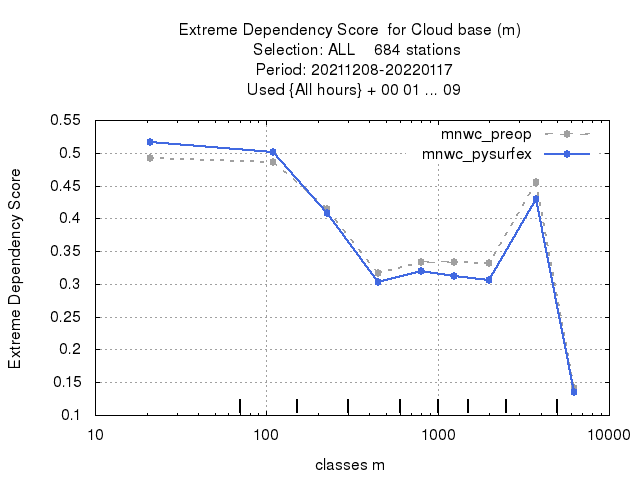 Extreme Dependency Score  for Cloud base (m)
Selection: ALL    684 stations
Period: 20211208-20220117
Used {All hours} + 00 01 ... 09
mnwc_preop
mnwc_pysurfex
Extreme Dependency Score
0.55
0.5
0.45
0.4
0.35
0.3
0.25
0.2
0.15
0.1
10 100 1000 10000
classes m